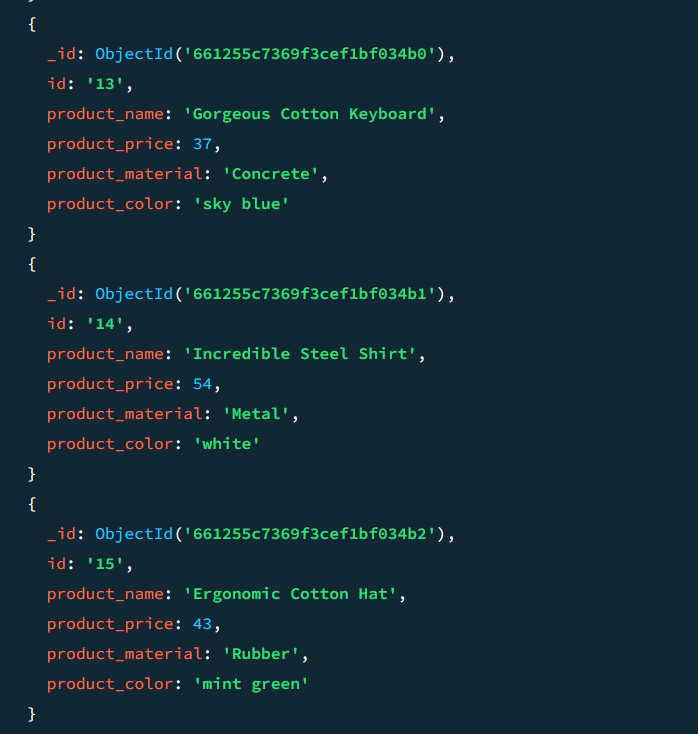 {
_id: ObjectId('661255c7369f3cef1bf034b0'),
id: '13',
product_name: 'Gorgeous Cotton Keyboard',
product_price: 37,
product_material: 'Concrete',
product_color: 'sky blue'
}
{
_id: ObjectId('661255c7369f3cef1bf034b1'),
id: '14',
product_name: 'Incredible Steel Shirt',
product_price: 54,
product_material: 'Metal',
product_color: 'white'
}
{
_id: ObjectId('661255c7369f3cef1bf034b2'),
id: '15',
product_name: 'Ergonomic Cotton Hat',
product_price: 43,
product_material: 'Rubber',
product_color: 'mint green'
}